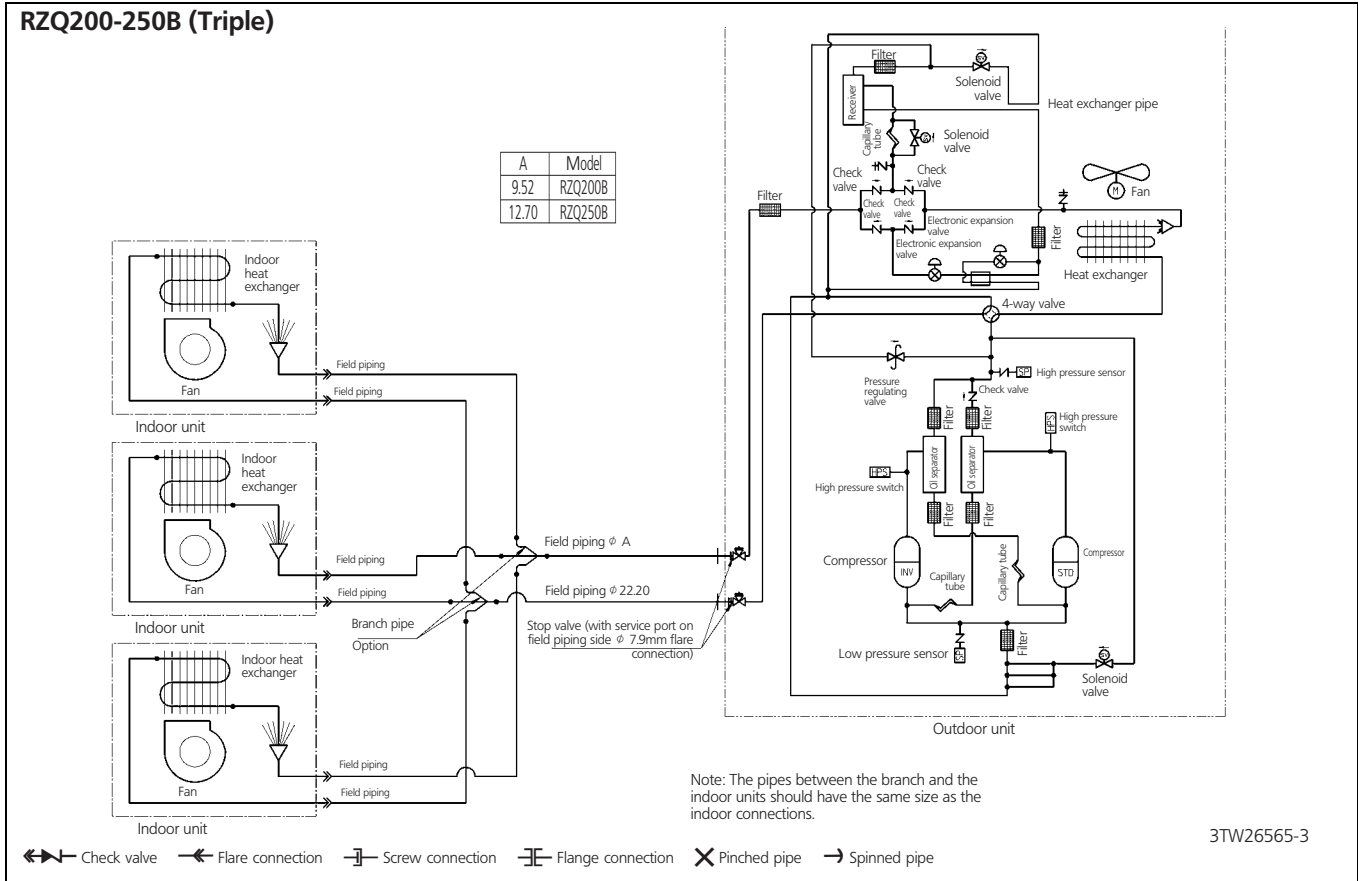 RZQ200-250B (Triple)
A Model
9.52 RZQ200B
12.70 RZQ250B
Indoor
heat
exchanger
Fan
Field piping
Field piping
Indoor unit
Indoor
heat
exchanger
Fan
Field piping
Field piping
Indoor unit
Indoor heat
exchanger
Fan
Field piping
Field piping
Indoor unit
Field piping ϕ A
Field piping ϕ 22.20
Branch pipe
Option
Stop valve (with service port on
field piping side ϕ 7.9mm flare
connection)
Filter
Filter
SV
Solenoid
valve
Heat exchanger pipe
Receiver
Capillary
tube
SV
Solenoid
valve
Check
valve
Check
valve
Check
valve
Check
valve
Electronic expansion
valve
Electronic expansion
valve
Filter
M
Fan
Heat exchanger
4-way valve
Pressure
regulating
valve
SP
High pressure sensor
Check valve
Filter
Filter
HPS
High pressure
switch
HPS
High pressure switch
Oil separator
Oil separator
Filter
Filter
Compressor
INV
Capillary
tube
Capillary tube
Compressor
STD
Low pressure sensor
SP
Filter
SV
Solenoid
valve
Outdoor unit
Note: The pipes between the branch and the
indoor units should have the same size as the
indoor connections.
3TW26565-3
Check valve
Flare connection
Screw connection
Flange connection
Pinched pipe
Spinned pipe